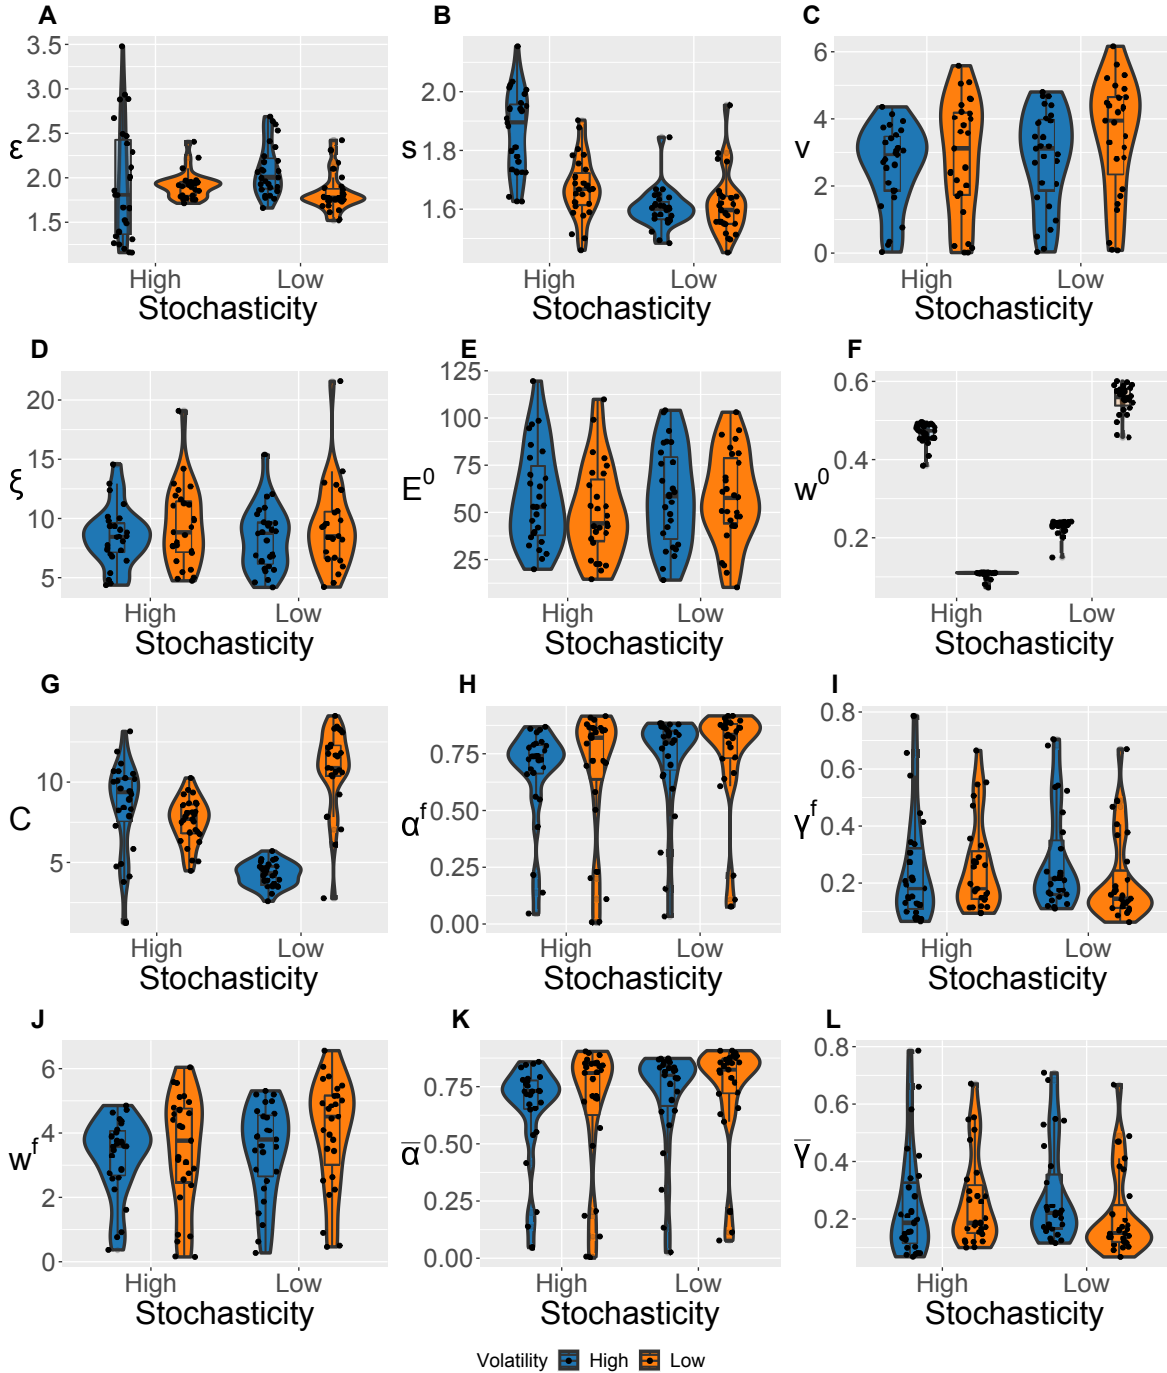 A B C
3.5
3.0
2.5
2.0
1.5
ε
High Low
Stochasticity
2.0
1.8
1.6
s
High Low
Stochasticity
6
4
2
0
v
High Low
Stochasticity
D E F
20
15
10
5
ξ
High Low
Stochasticity
125
100
75
50
25
E⁰
High Low
Stochasticity
0.6
0.4
0.2
w⁰
High Low
Stochasticity
G H I
10
5
C
High Low
Stochasticity
0.75
0.50
0.25
0.00
αᶠ
High Low
Stochasticity
0.8
0.6
0.4
0.2
γᶠ
High Low
Stochasticity
J K L
6
4
2
0
wᶠ
High Low
Stochasticity
0.75
0.50
0.25
0.00
α̅
High Low
Stochasticity
0.8
0.6
0.4
0.2
γ̅
High Low
Stochasticity
Volatility High Low